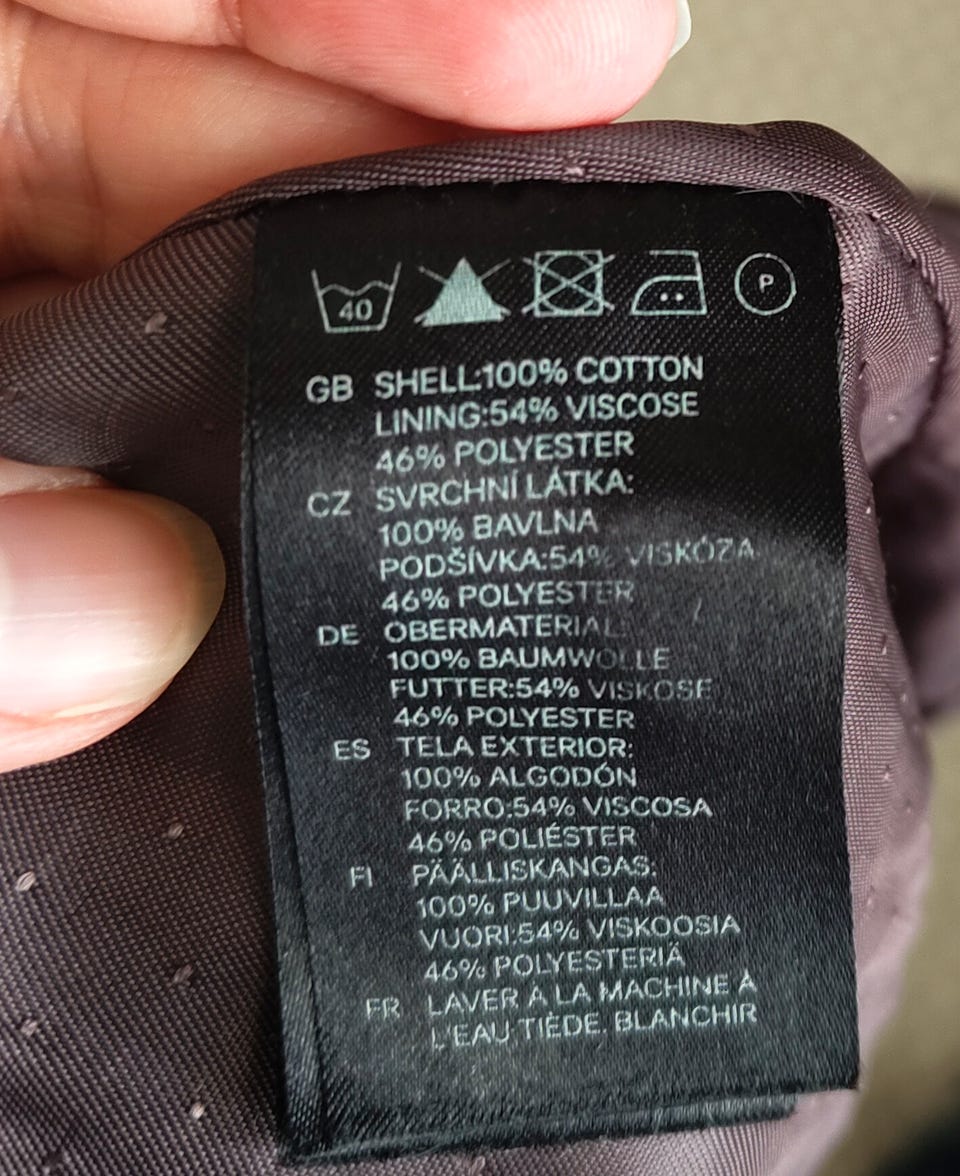 40 P
GB SHELL:100% COTTON
LINING:54% VISCOSE
46% POLYESTER
CZ SVRCHNÍ LÁTKA:
100% BAVLNA
PODŠÍVKA:54% VISKÓZA
46% POLYESTER
DE OBERMATERIAL:
100% BAUMWOLLE
FUTTER:54% VISKOSE
46% POLYESTER
ES TELA EXTERIOR:
100% ALGODÓN
FORRO:54% VISCOSA
46% POLIÉSTER
FI PÄÄLLISKANGAS:
100% PUUVILLAA
VUORI:54% VISKOOSIA
46% POLYESTERIÄ
FR LAVER À LA MACHINE À
L'EAU TIÈDE. BLANCHIR